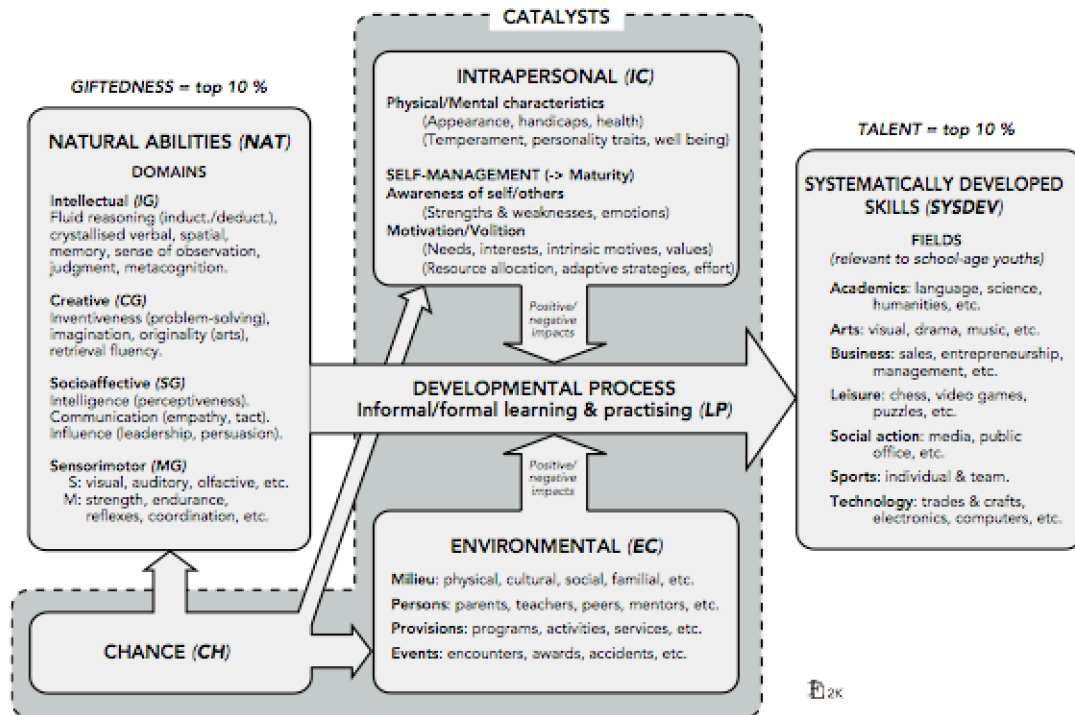 CATALYSTS
GIFTEDNESS = top 10 %
NATURAL ABILITIES (NAT)
DOMAINS
Intellectual (IG)
Fluid reasoning (induct./deduct.),
crystallised verbal, spatial,
memory, sense of observation,
judgment, metacognition.
Creative (CG)
Inventiveness (problem-solving),
imagination, originality (arts),
retrieval fluency.
Socioaffective (SG)
Intelligence (perceptiveness).
Communication (empathy, tact).
Influence (leadership, persuasion).
Sensorimotor (MG)
S: visual, auditory, olfactive, etc.
M: strength, endurance,
reflexes, coordination, etc.
INTRAPERSONAL (IC)
Physical/Mental characteristics
(Appearance, handicaps, health)
(Temperament, personality traits, well being)
SELF-MANAGEMENT (-> Maturity)
Awareness of self/others
(Strengths & weaknesses, emotions)
Motivation/Volition
(Needs, interests, intrinsic motives, values)
(Resource allocation, adaptive strategies, effort)
Positive/
negative
impacts
DEVELOPMENTAL PROCESS
Informal/formal learning & practising (LP)
Positive/
negative
impacts
ENVIRONMENTAL (EC)
Milieu: physical, cultural, social, familial, etc.
Persons: parents, teachers, peers, mentors, etc.
Provisions: programs, activities, services, etc.
Events: encounters, awards, accidents, etc.
CHANCE (CH)
TALENT = top 10 %
SYSTEMATICALLY DEVELOPED
SKILLS (SYSDEV)
FIELDS
(relevant to school-age youths)
Academics: language, science,
humanities, etc.
Arts: visual, drama, music, etc.
Business: sales, entrepreneurship,
management, etc.
Leisure: chess, video games,
puzzles, etc.
Social action: media, public
office, etc.
Sports: individual & team.
Technology: trades & crafts,
electronics, computers, etc.
2K